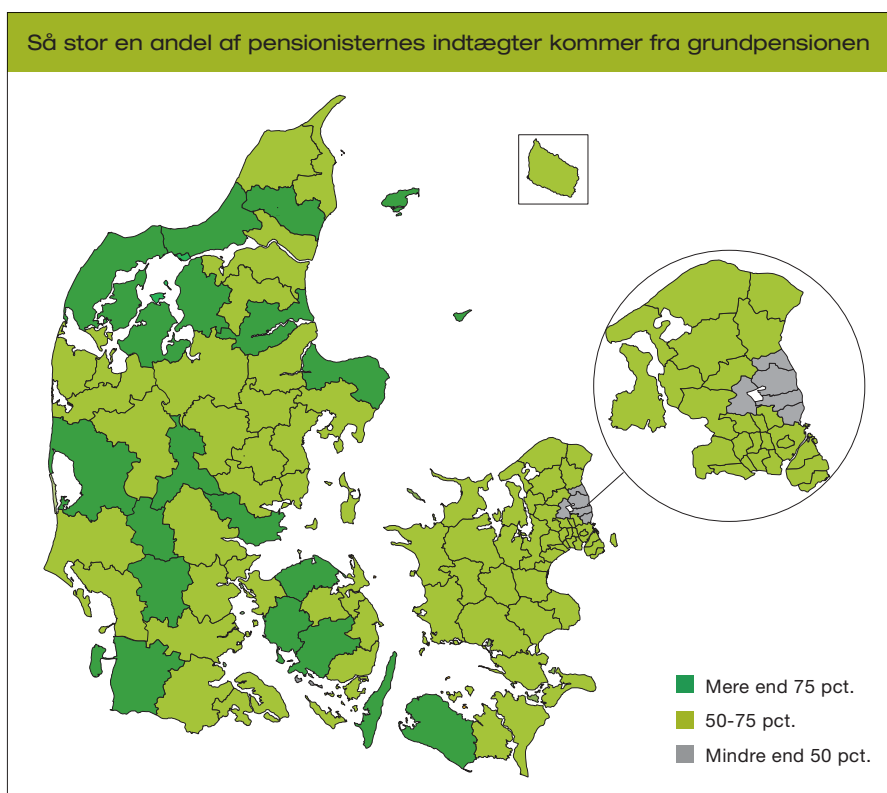 Så stor en andel af pensionisternes indtægter kommer fra grundpensionen
Mere end 75 pct.
50-75 pct.
Mindre end 50 pct.